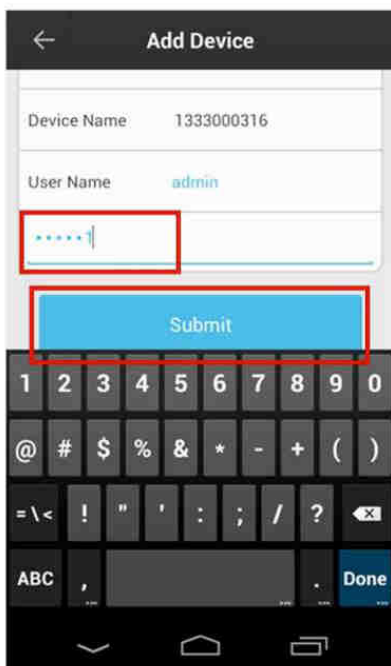 Add Device
Device Name 1333000316
User Name admin
•••••1
Submit
1 2 3 4 5 6 7 8 9 0
@ # $ % & * - + ( )
= \ < ! " ' : ; / ?
ABC , ... ... . ... Done ...